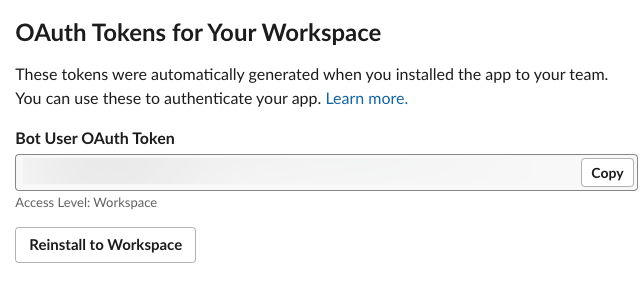 OAuth Tokens for Your Workspace
These tokens were automatically generated when you installed the app to your team.
You can use these to authenticate your app. Learn more.
Bot User OAuth Token
Copy
Access Level: Workspace
Reinstall to Workspace